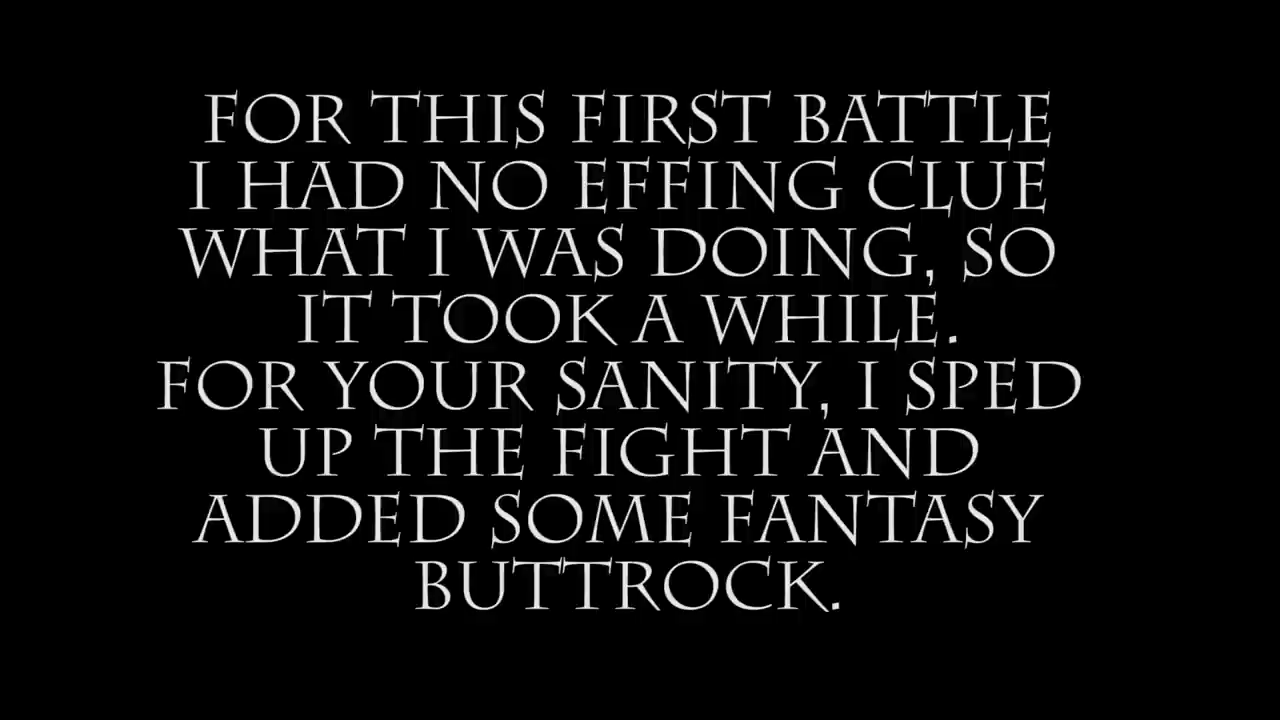 FOR THIS FIRST BATTLE
I HAD NO EFFING CLUE
WHAT I WAS DOING, SO
IT TOOK A WHILE.
FOR YOUR SANITY, I SPED
UP THE FIGHT AND
ADDED SOME FANTASY
BUTTROCK.